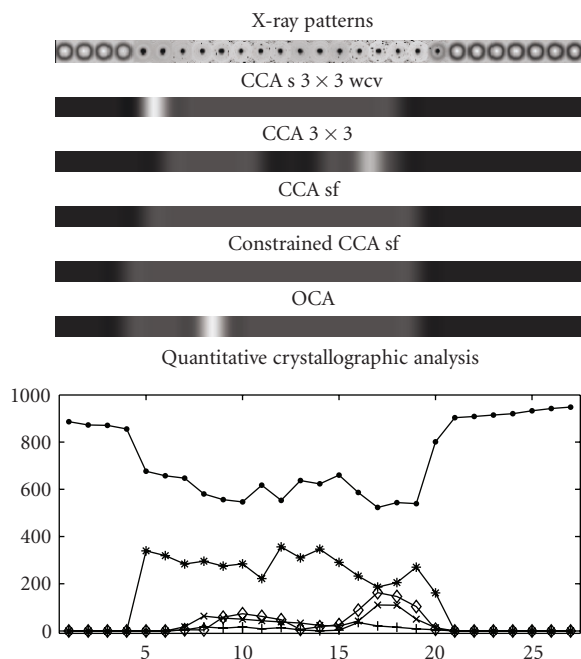 X-ray patterns
CCA s 3 × 3 wcv
CCA 3 × 3
CCA sf
Constrained CCA sf
OCA
Quantitative crystallographic analysis
1000
800
600
400
200
0
5 10 15 20 25